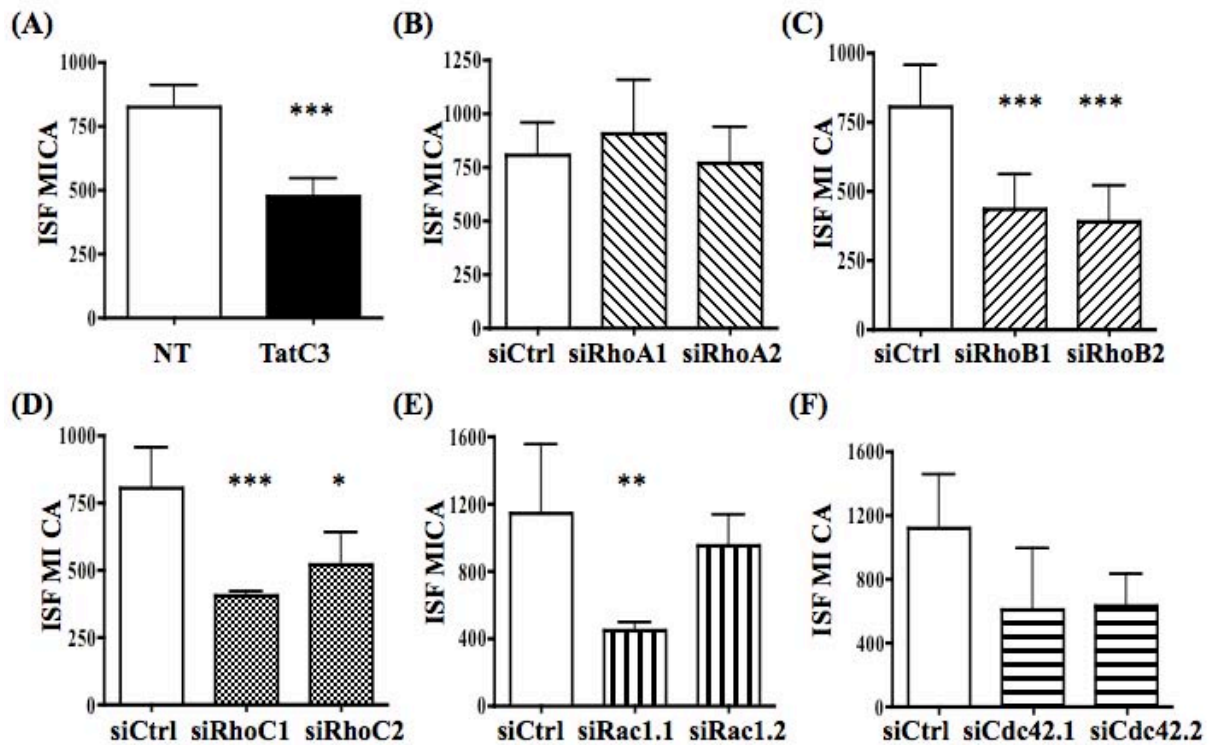 (A)
ISF MICA
1000
750
500
250
0
***
NT TatC3
(B)
ISF MICA
1250
1000
750
500
250
0
siCtrl siRhoA1 siRhoA2
(C)
ISF MI CA
1000
750
500
250
0
*** ***
siCtrl siRhoB1 siRhoB2
(D)
ISF MI CA
1000
750
500
250
0
*** *
siCtrl siRhoC1 siRhoC2
(E)
ISF MICA
1600
1200
800
400
0
**
siCtrl siRac1.1 siRac1.2
(F)
ISF MI CA
1600
1200
800
400
0
siCtrl siCdc42.1 siCdc42.2